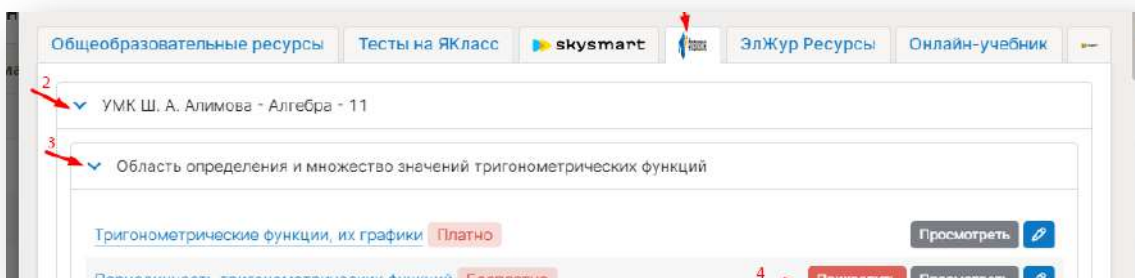 Общеобразовательные ресурсы Тесты на ЯКласс skysmart ЭлЖур Ресурсы Онлайн-учебник
2
УМК Ш. А. Алимова - Алгебра - 11
3
Область определения и множество значений тригонометрических функций
Тригонометрические функции, их графики Платно Просмотреть
4